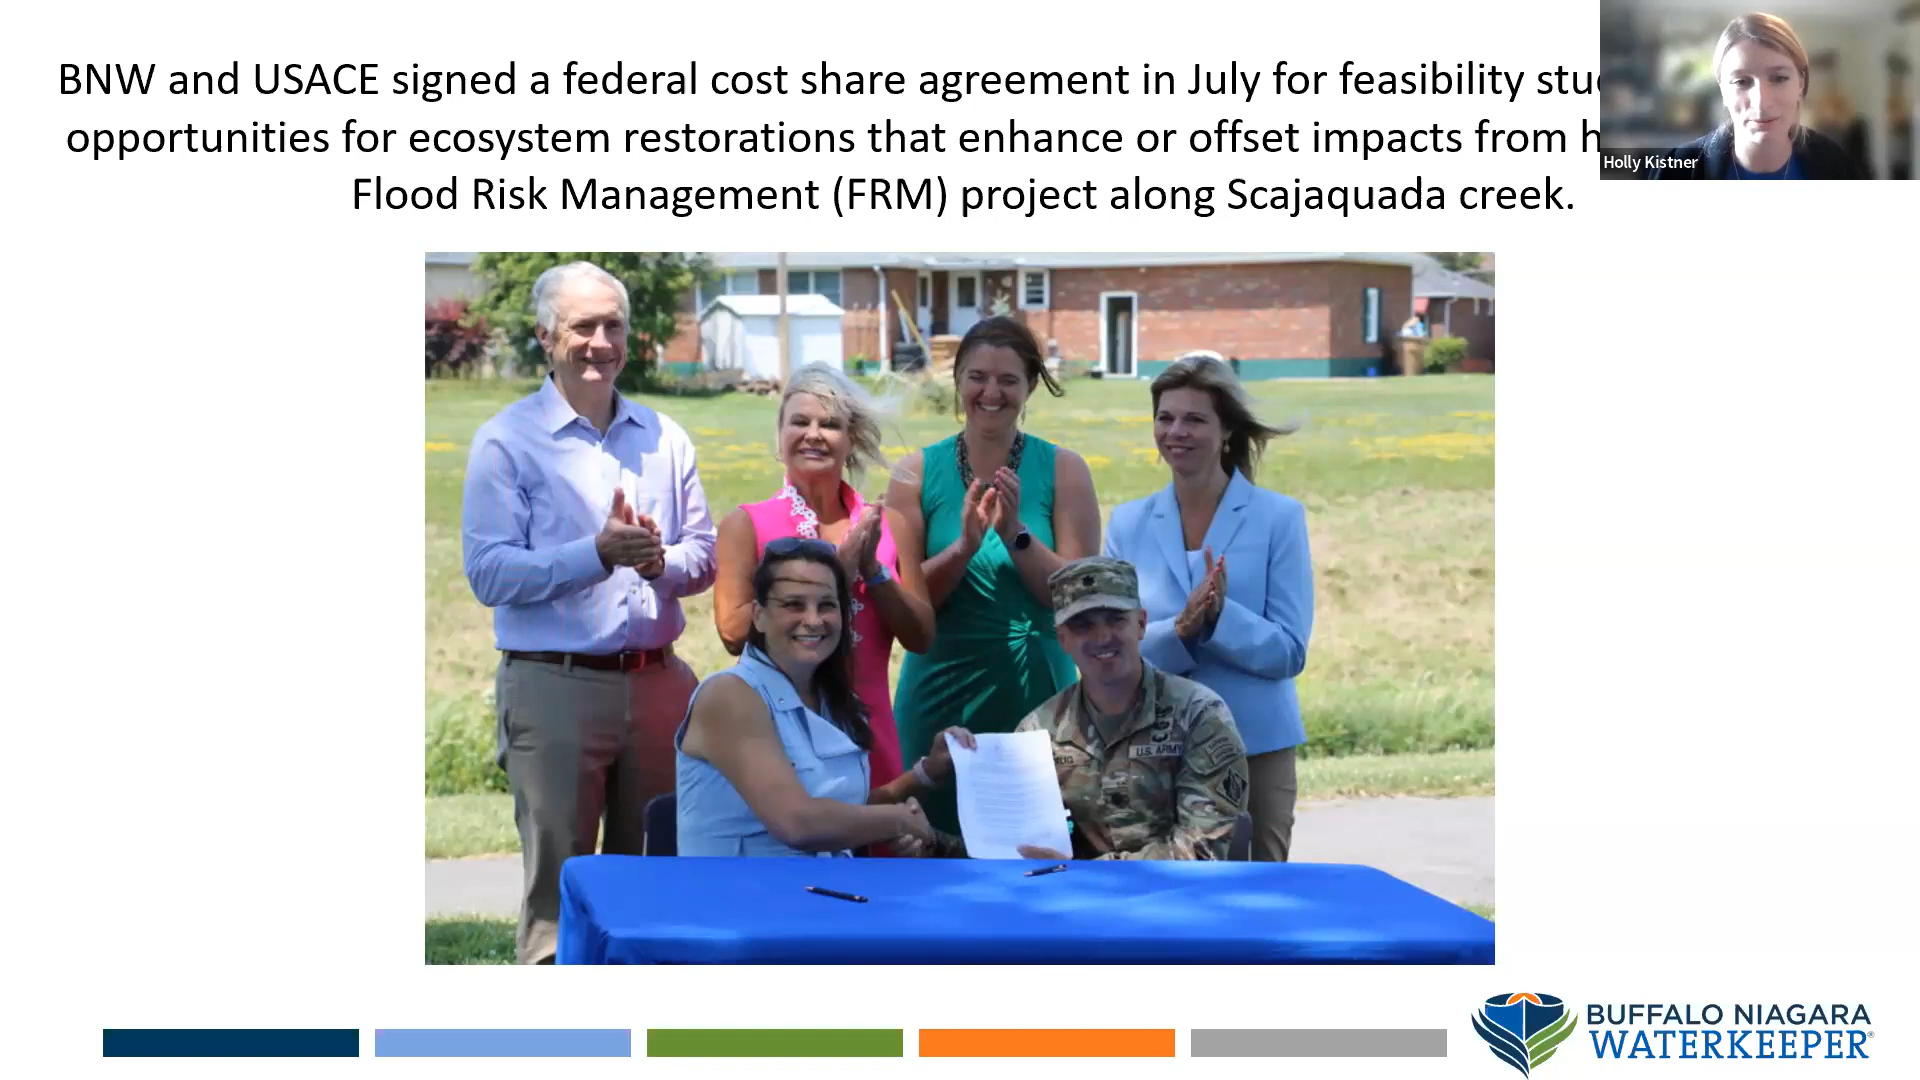 BNW and USACE signed a federal cost share agreement in July for feasibility
opportunities for ecosystem restorations that enhance or offset impacts from
Flood Risk Management (FRM) project along Scajaquada creek.
Holly Kistner
U.S. ARMY
BUFFALO NIAGARA
WATERKEEPER®